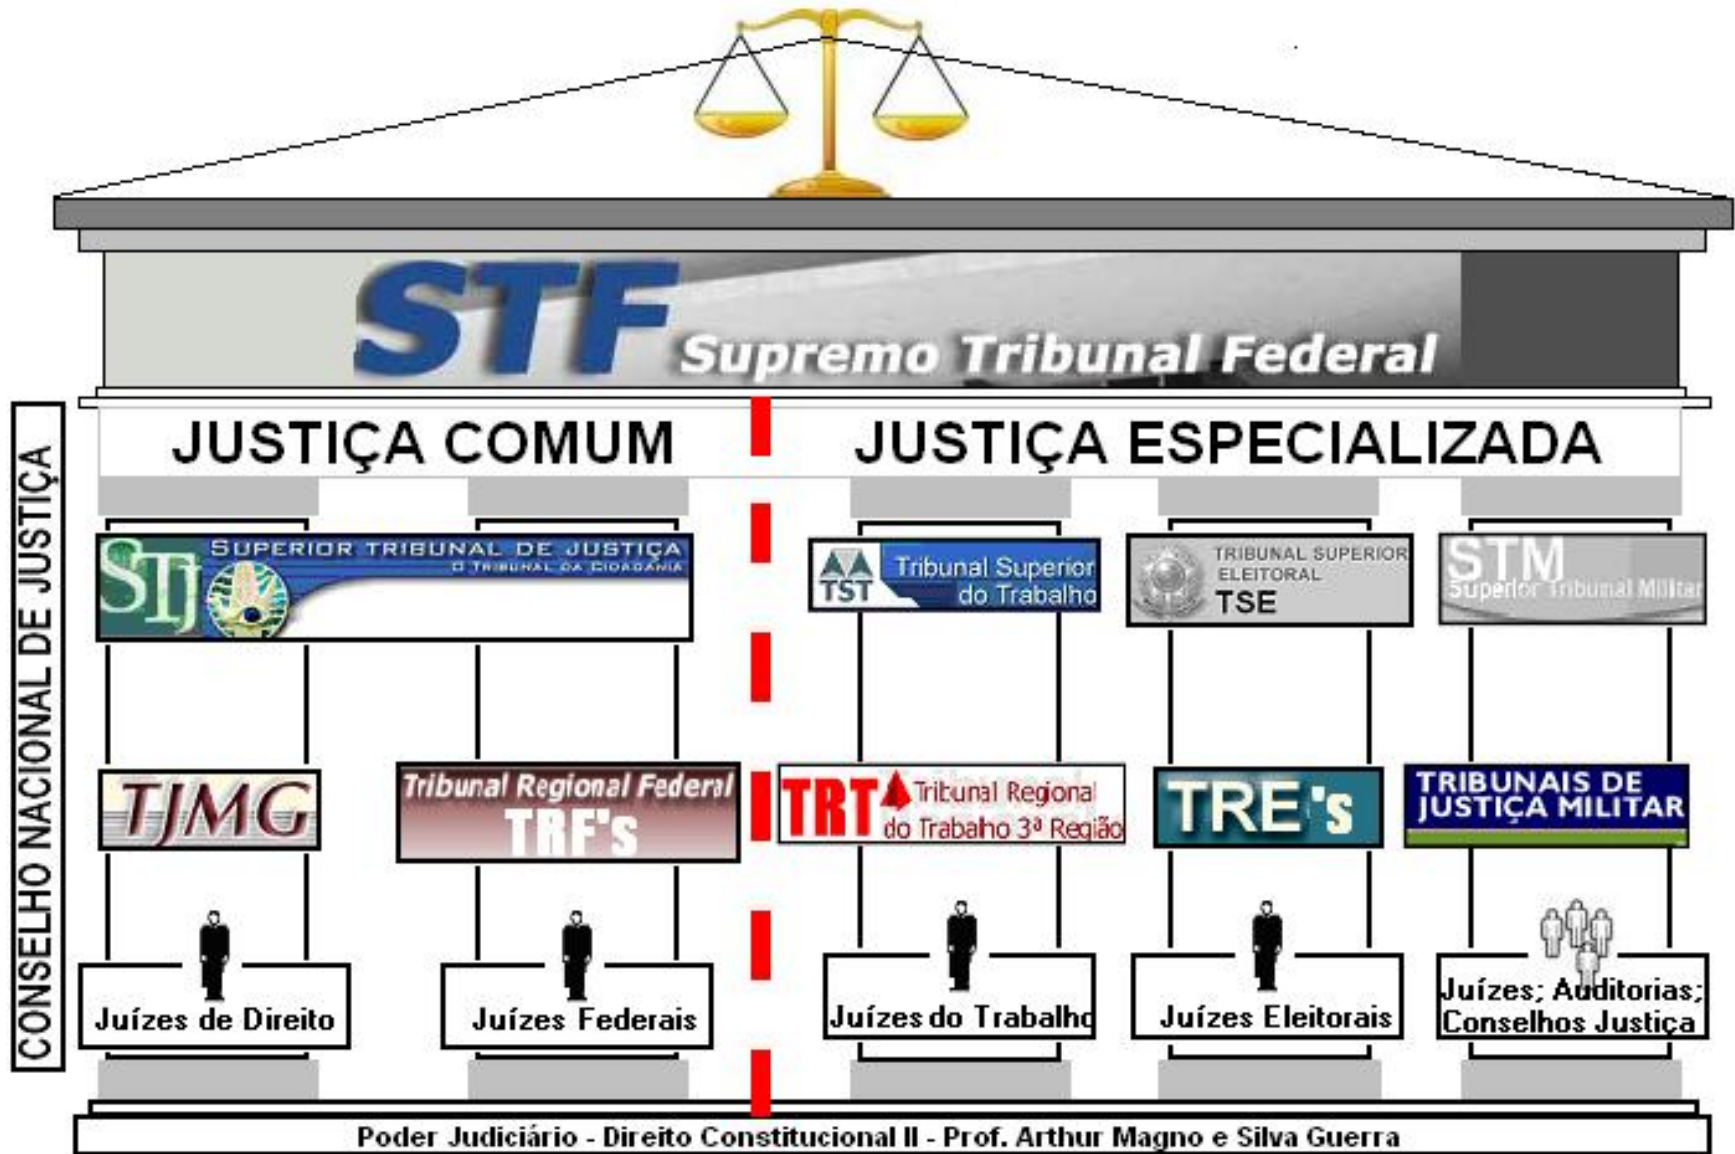 STF Supremo Tribunal Federal
CONSELHO NACIONAL DE JUSTIÇA
JUSTIÇA COMUM
JUSTIÇA ESPECIALIZADA
STJ
SUPERIOR TRIBUNAL DE JUSTIÇA
O TRIBUNAL DA CIDADANIA
TST
Tribunal Superior
do Trabalho
TRIBUNAL SUPERIOR
ELEITORAL
TSE
STM
Superior Tribunal Militar
TJMG
Tribunal Regional Federal
TRF's
TRT
Tribunal Regional
do Trabalho 3ª Região
TRE's
TRIBUNAIS DE
JUSTIÇA MILITAR
Juízes de Direito
Juízes Federais
Juízes do Trabalho
Juízes Eleitorais
Juízes; Auditorias;
Conselhos Justiça
Poder Judiciário - Direito Constitucional II - Prof. Arthur Magno e Silva Guerra